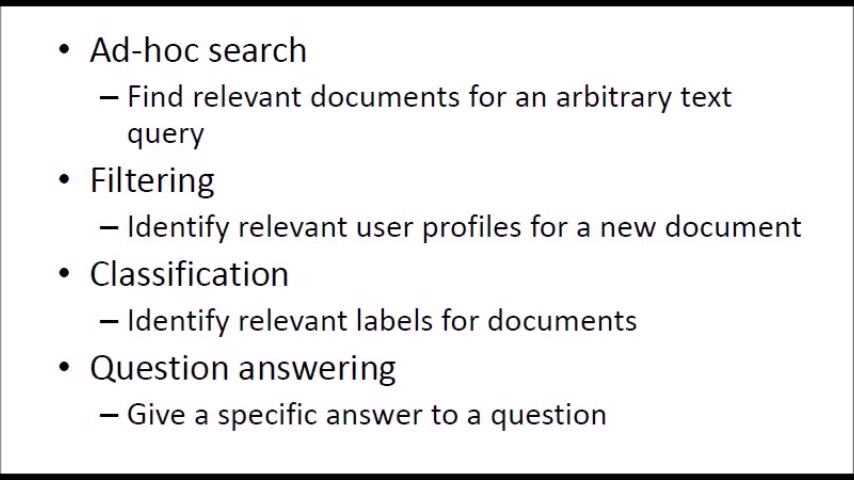 • Ad-hoc search
– Find relevant documents for an arbitrary text
query
• Filtering
– Identify relevant user profiles for a new document
• Classification
– Identify relevant labels for documents
• Question answering
– Give a specific answer to a question